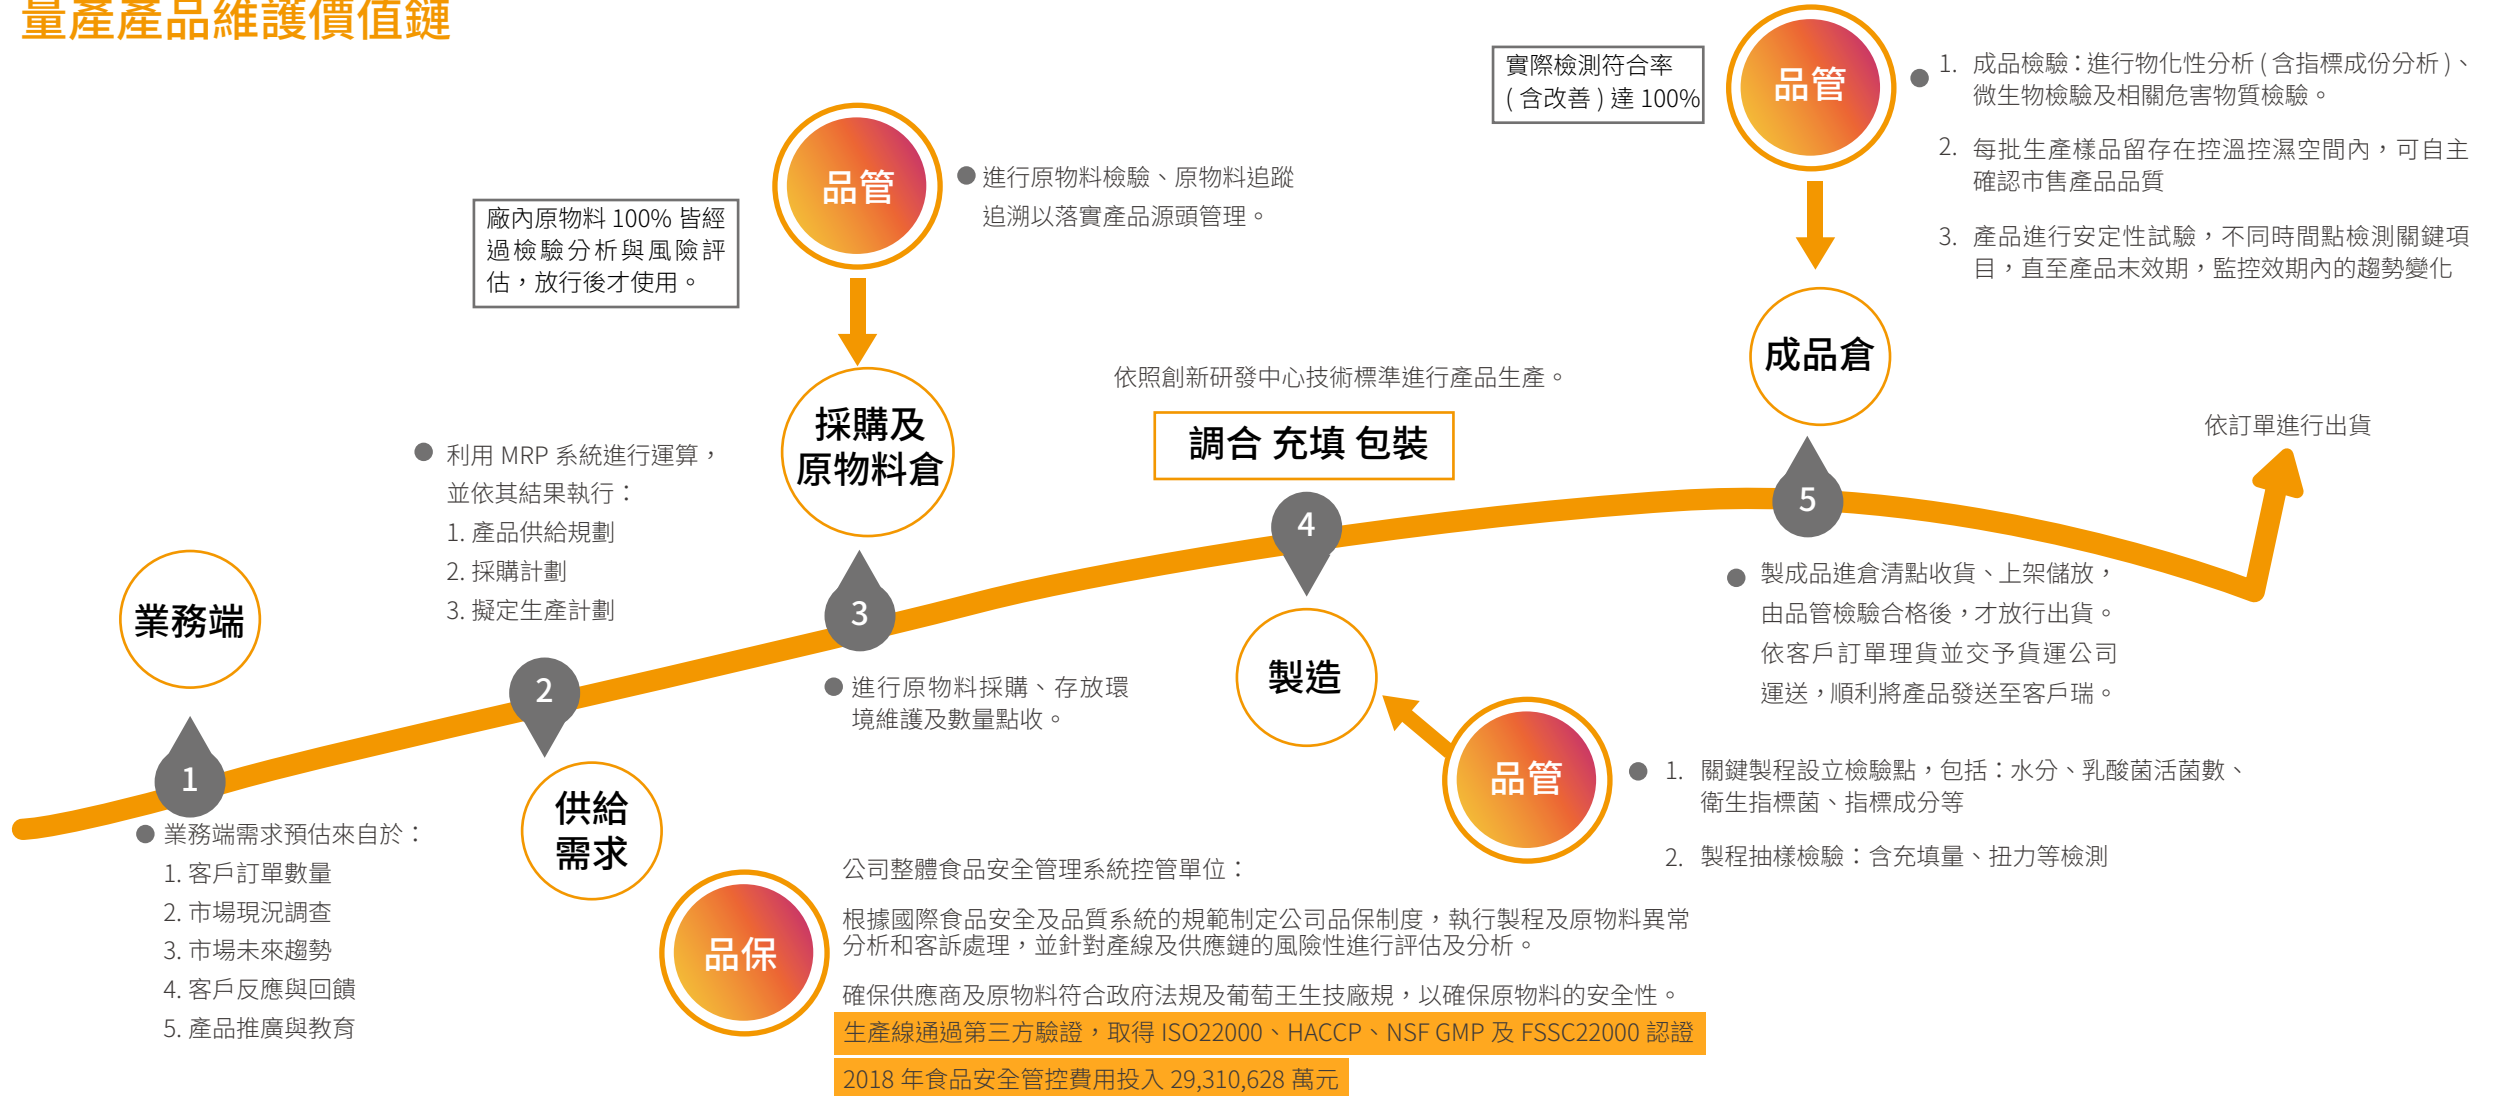 量產產品維護價值鏈
業務端
1
業務端需求預估來自於：
1. 客戶訂單數量
2. 市場現況調查
3. 市場未來趨勢
4. 客戶反應與回饋
5. 產品推廣與教育
利用 MRP 系統進行運算，
並依其結果執行：
1. 產品供給規劃
2. 採購計劃
3. 擬定生產計劃
2
供給
需求
廠內原物料 100% 皆經
過檢驗分析與風險評
估，放行後才使用。
品管
進行原物料檢驗、原物料追蹤
追溯以落實產品源頭管理。
採購及
原物料倉
3
進行原物料採購、存放環
境維護及數量點收。
依照創新研發中心技術標準進行產品生產。
調合 充填 包裝
4
製造
品管
1. 關鍵製程設立檢驗點，包括：水分、乳酸菌活菌數、
衛生指標菌、指標成分等
2. 製程抽樣檢驗：含充填量、扭力等檢測
實際檢測符合率
( 含改善 ) 達 100%
品管
1. 成品檢驗：進行物化性分析 ( 含指標成份分析 )、
微生物檢驗及相關危害物質檢驗。
2. 每批生產樣品留存在控溫控濕空間內，可自主
確認市售產品品質
3. 產品進行安定性試驗，不同時間點檢測關鍵項
目，直至產品末效期，監控效期內的趨勢變化
成品倉
5
製成品進倉清點收貨、上架儲放，
由品管檢驗合格後，才放行出貨。
依客戶訂單理貨並交予貨運公司
運送，順利將產品發送至客戶瑞。
依訂單進行出貨
品保
公司整體食品安全管理系統控管單位：
根據國際食品安全及品質系統的規範制定公司品保制度，執行製程及原物料異常
分析和客訴處理，並針對產線及供應鏈的風險性進行評估及分析。
確保供應商及原物料符合政府法規及葡萄王生技廠規，以確保原物料的安全性。
生產線通過第三方驗證，取得 ISO22000、HACCP、NSF GMP 及 FSSC22000 認證
2018 年食品安全管控費用投入 29,310,628 萬元